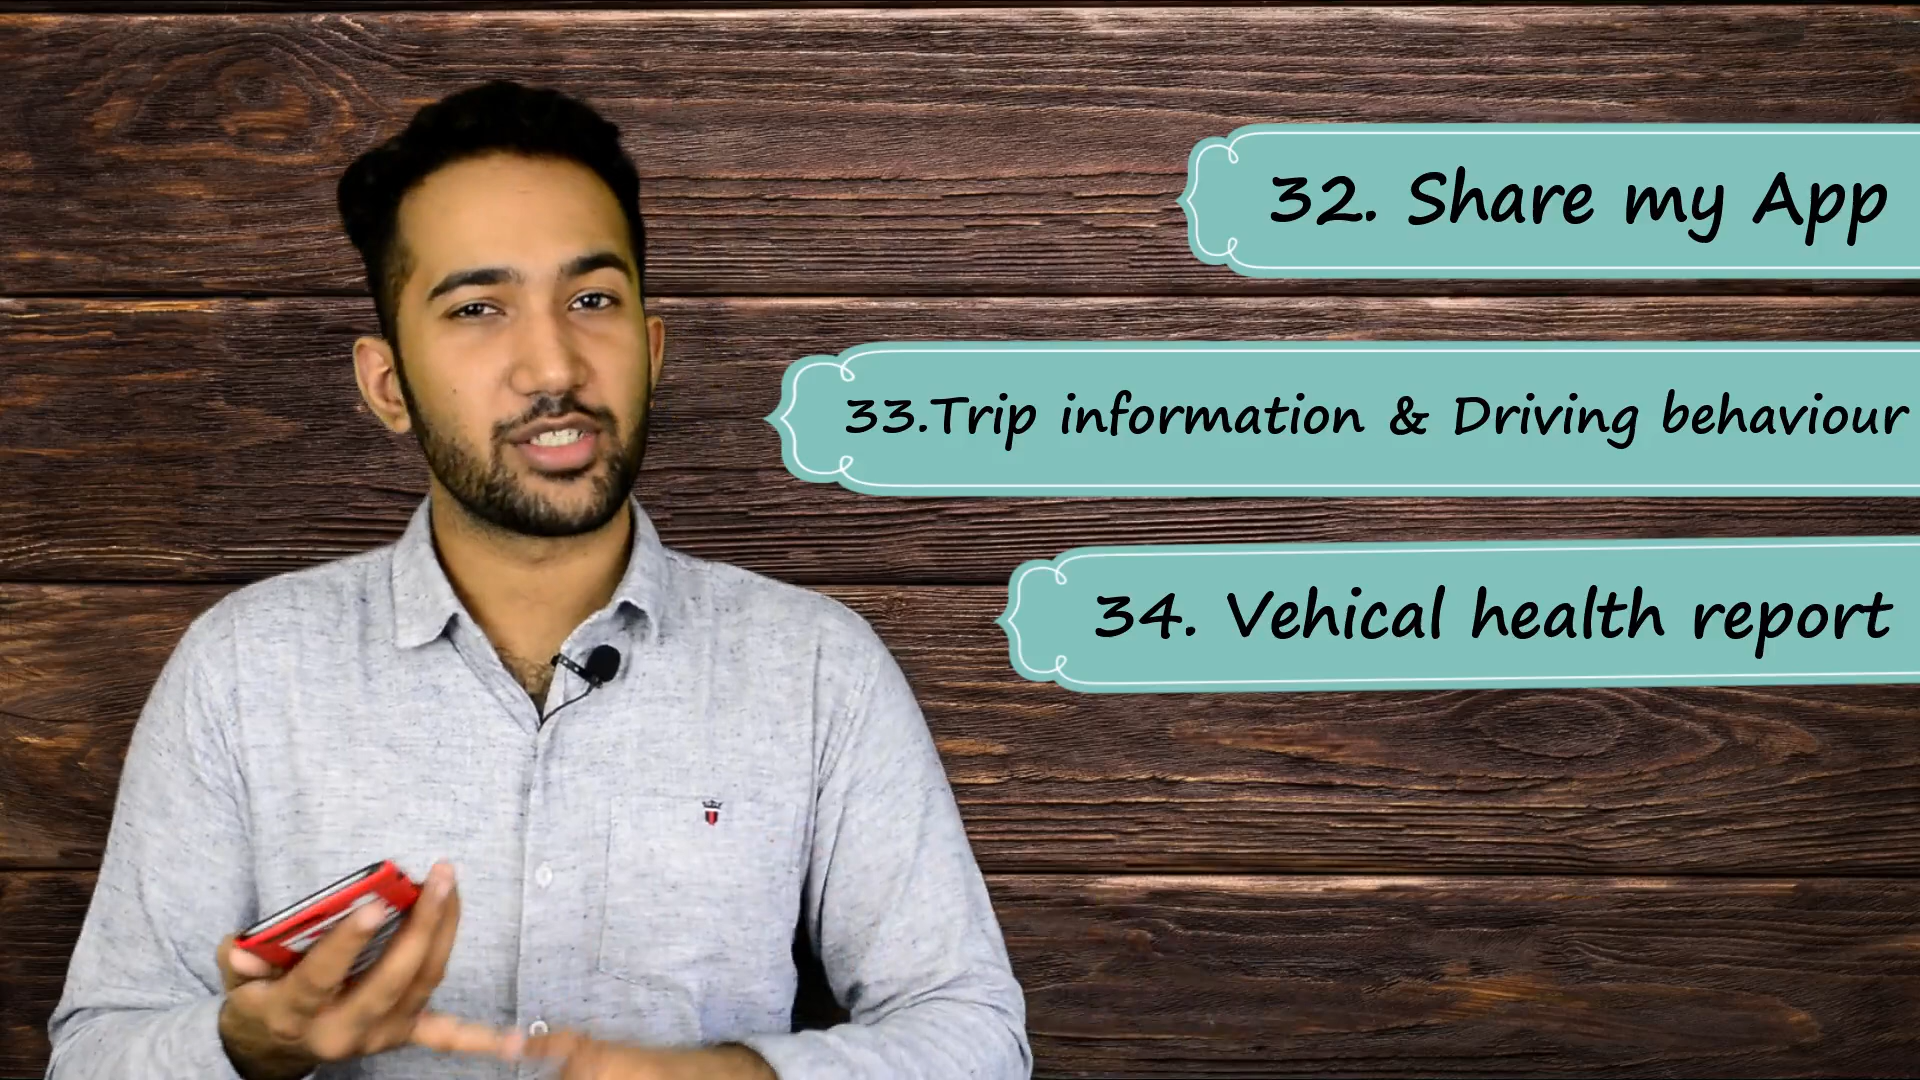 32. Share my App
33.Trip information & Driving behaviour
34. Vehical health report